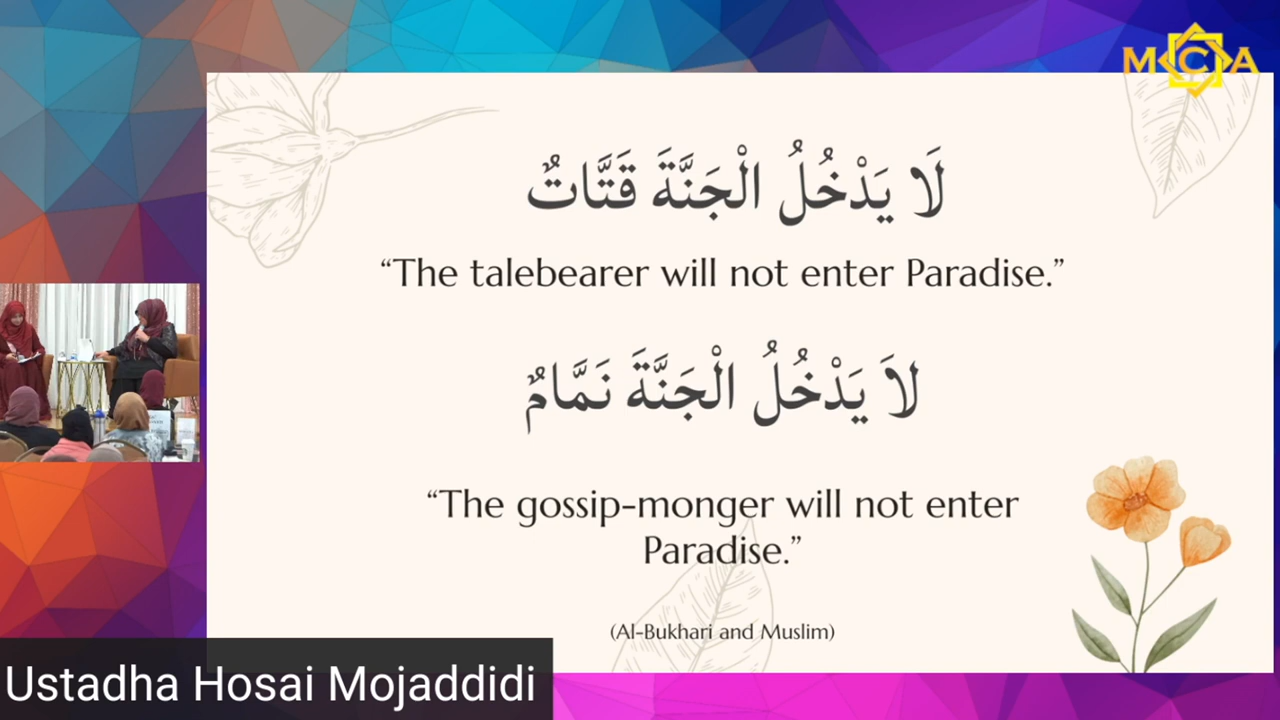 MCA
لَا يَدْخُلُ الْجَنَّةَ قَتَّاتٌ
“The talebearer will not enter Paradise.”
لاَ يَدْخُلُ الْجَنَّةَ نَمَّامٌ
“The gossip-monger will not enter
Paradise.”
(Al-Bukhari and Muslim)
Ustadha Hosai Mojaddidi